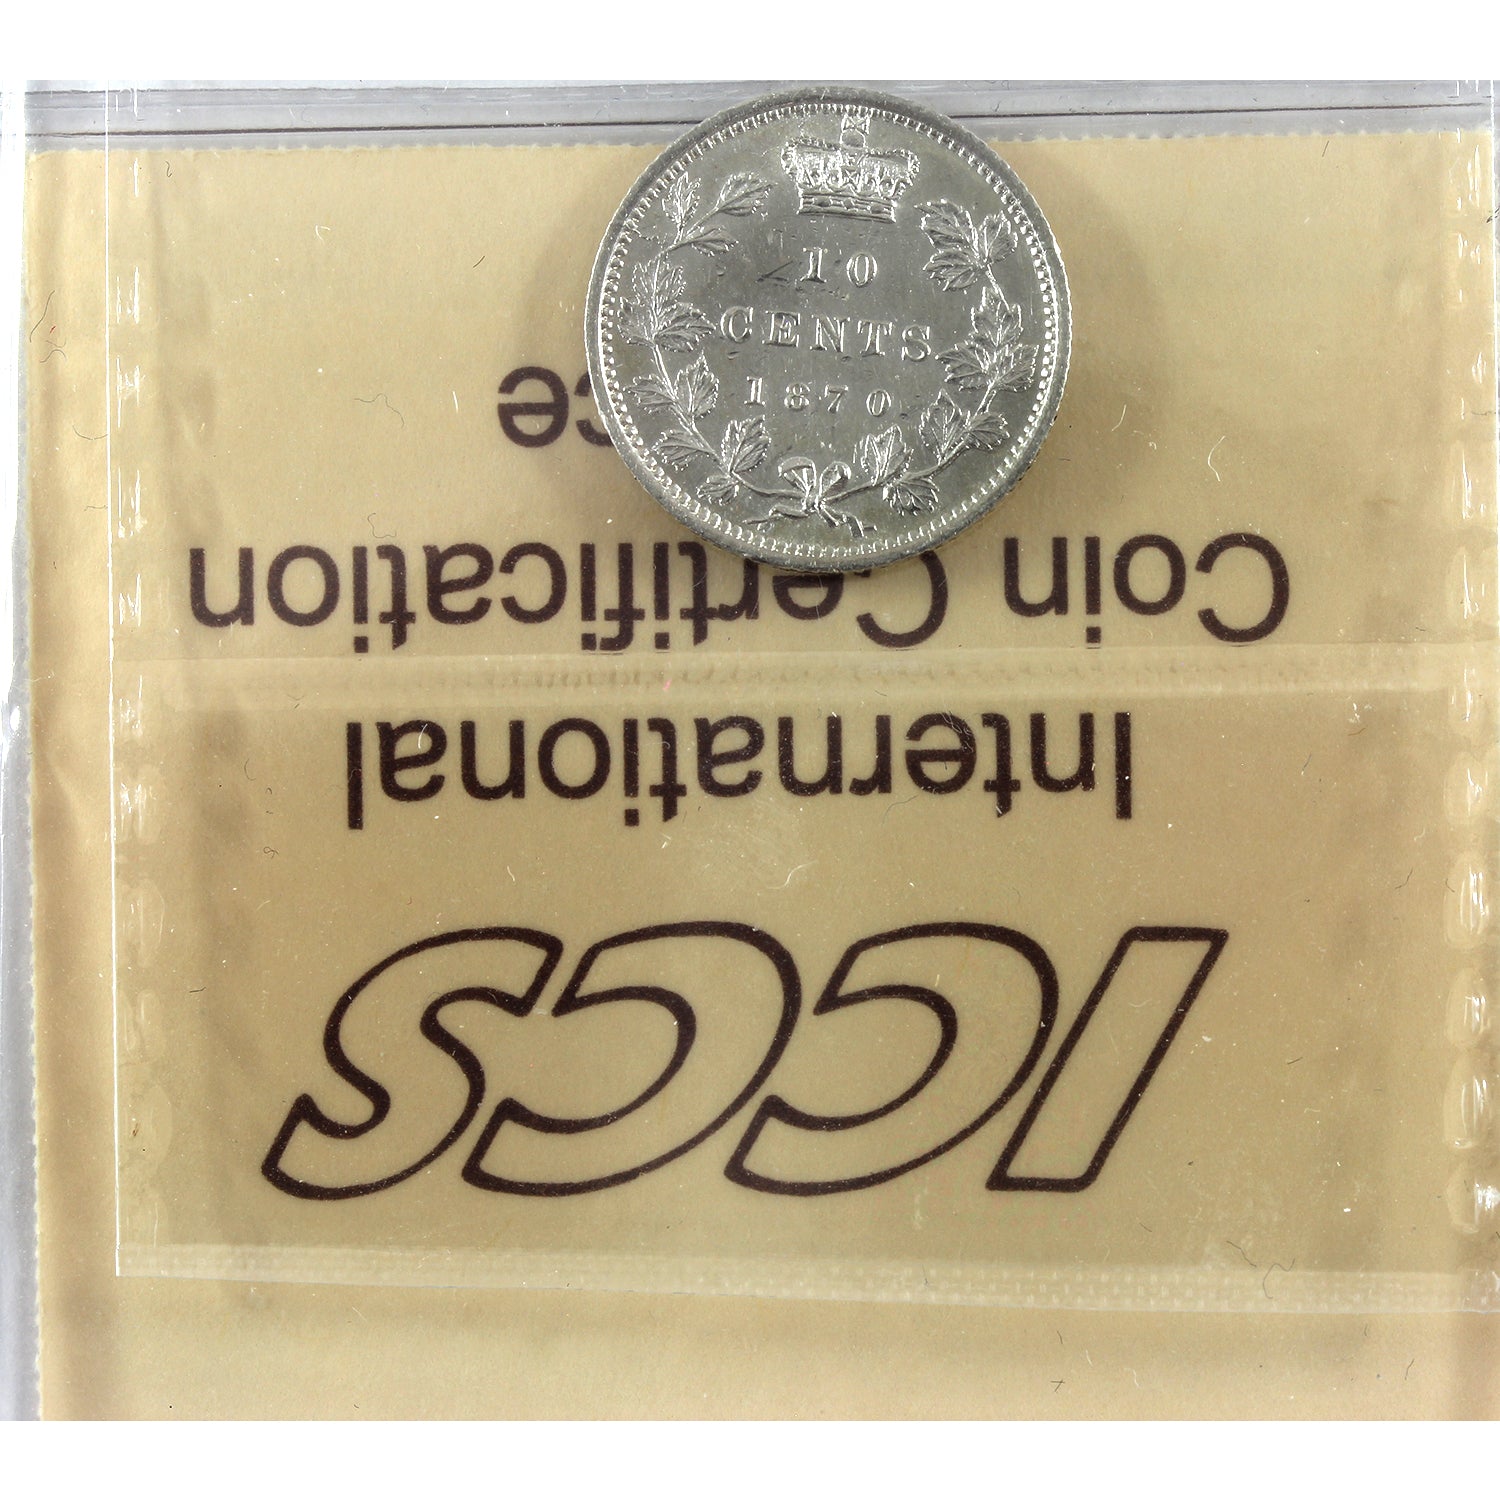 10
CENTS
1870
ICCS
International
Coin Certification